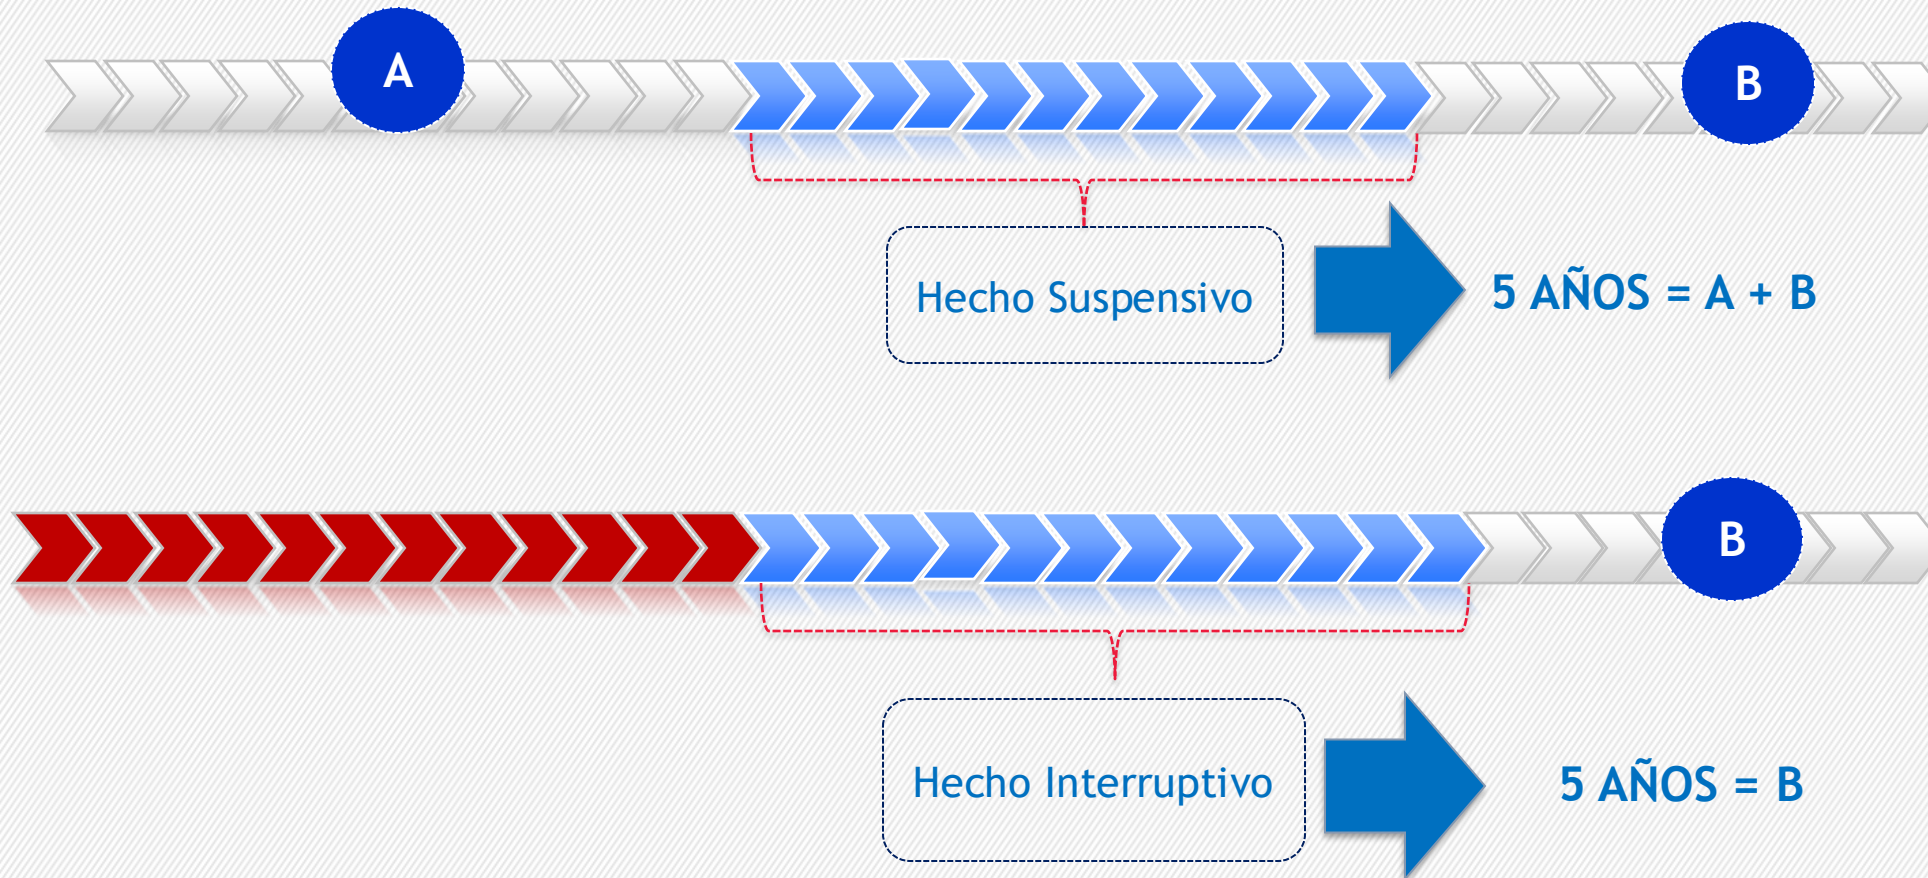 A
B
Hecho Suspensivo
5 AÑOS = A + B
B
Hecho Interruptivo
5 AÑOS = B